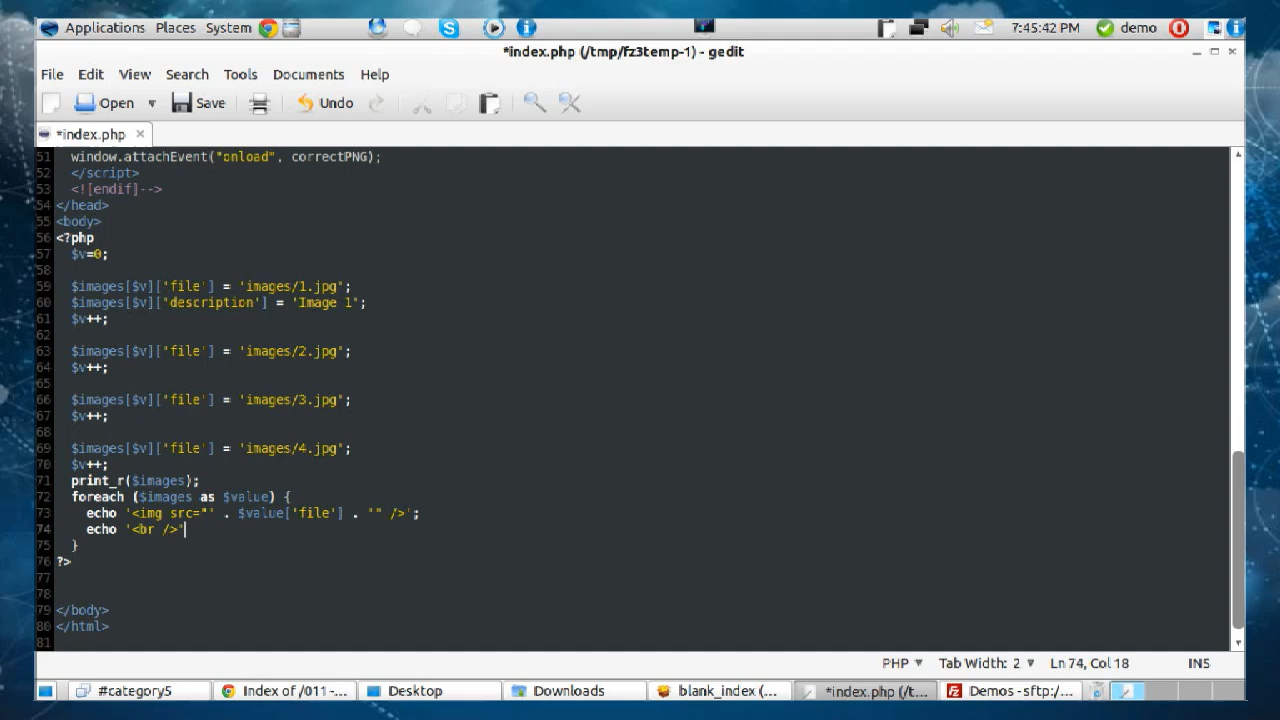 Applications Places System 7:45:42 PM demo
*index.php (/tmp/fz3temp-1) - gedit
File Edit View Search Tools Documents Help
Open Save Undo
*index.php
51 window.attachEvent("onload", correctPNG);
52 </script>
53 <![endif]-->
54 </head>
55 <body>
56 <?php
57 $v=0;
58
59 $images[$v]['file'] = 'images/1.jpg';
60 $images[$v]['description'] = 'Image 1';
61 $v++;
62
63 $images[$v]['file'] = 'images/2.jpg';
64 $v++;
65
66 $images[$v]['file'] = 'images/3.jpg';
67 $v++;
68
69 $images[$v]['file'] = 'images/4.jpg';
70 $v++;
71 print_r($images);
72 foreach ($images as $value) {
73 echo '<img src="' . $value['file'] . '" />';
74 echo '<br />'
75 }
76 ?>
77
78
79 </body>
80 </html>
81
PHP Tab Width: 2 Ln 74, Col 18 INS
#category5 Index of /011 -... Desktop Downloads blank_index (... *index.php (/t... Demos - sftp:/...